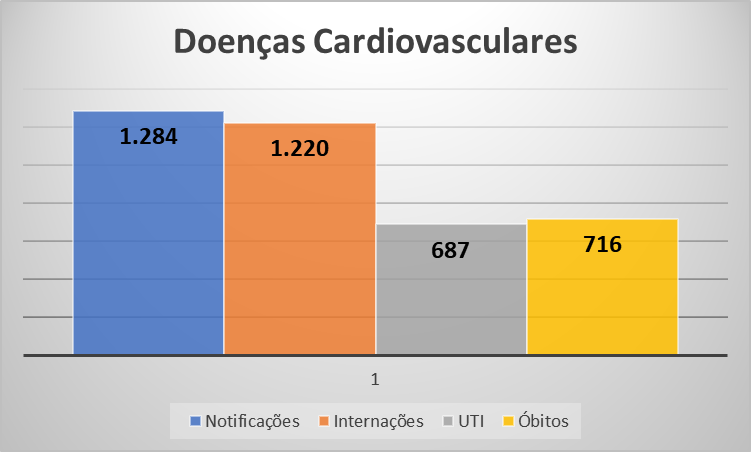 Doenças Cardiovasculares
1.284
1.220
687
716
1
Notificações Internações UTI Óbitos